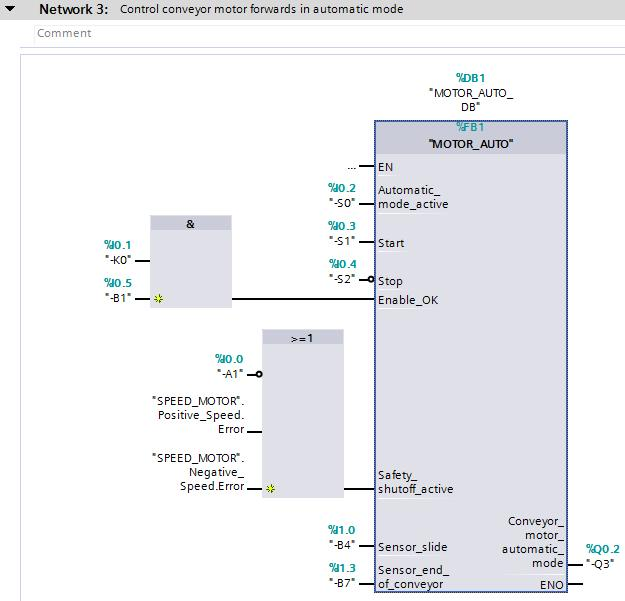 Network 3: Control conveyor motor forwards in automatic mode
Comment
%DB1
"MOTOR_AUTO_
DB"
%FB1
"MOTOR_AUTO"
... EN
%I0.2
"-S0"
Automatic_
mode_active
%I0.3
"-S1"
Start
%I0.4
"-S2"
Stop
&
%I0.1
"-K0"
%I0.5
"-B1"
Enable_OK
>=1
%I0.0
"-A1"
"SPEED_MOTOR".
Positive_Speed.
Error
"SPEED_MOTOR".
Negative_
Speed.Error
Safety_
shutoff_active
%I1.0
"-B4"
Sensor_slide
%I1.3
"-B7"
Sensor_end_
of_conveyor
Conveyor_
motor_
automatic_
mode
%Q0.2
"-Q3"
ENO